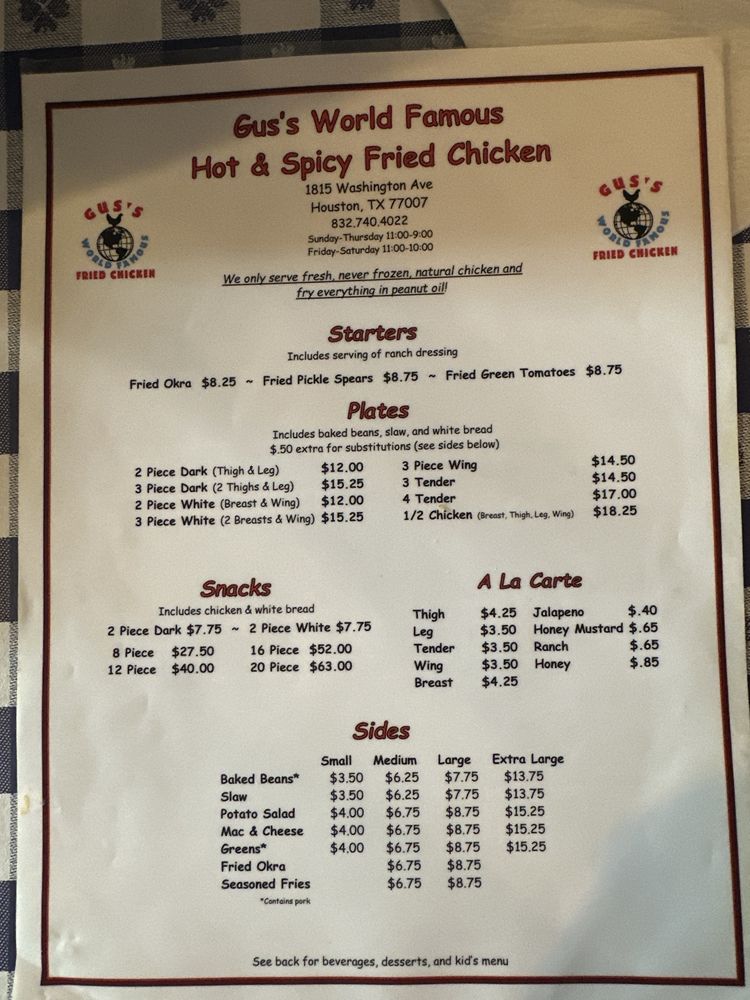 Gus's World Famous
Hot & Spicy Fried Chicken
1815 Washington Ave
Houston, TX 77007
832.740.4022
Sunday-Thursday 11:00-9:00
Friday-Saturday 11:00-10:00
GUS'S
WORLD FAMOUS
FRIED CHICKEN
GUS'S
WORLD FAMOUS
FRIED CHICKEN
We only serve fresh, never frozen, natural chicken and
fry everything in peanut oil!
Starters
Includes serving of ranch dressing
Fried Okra $8.25 ~ Fried Pickle Spears $8.75 ~ Fried Green Tomatoes $8.75
Plates
Includes baked beans, slaw, and white bread
$.50 extra for substitutions (see sides below)
2 Piece Dark (Thigh & Leg) $12.00
3 Piece Dark (2 Thighs & Leg) $15.25
2 Piece White (Breast & Wing) $12.00
3 Piece White (2 Breasts & Wing) $15.25
3 Piece Wing $14.50
3 Tender $14.50
4 Tender $17.00
1/2 Chicken (Breast, Thigh, Leg, Wing) $18.25
Snacks
Includes chicken & white bread
2 Piece Dark $7.75 ~ 2 Piece White $7.75
8 Piece $27.50 16 Piece $52.00
12 Piece $40.00 20 Piece $63.00
A La Carte
Thigh $4.25 Jalapeno $.40
Leg $3.50 Honey Mustard $.65
Tender $3.50 Ranch $.65
Wing $3.50 Honey $.85
Breast $4.25
Sides
Small Medium Large Extra Large
Baked Beans* $3.50 $6.25 $7.75 $13.75
Slaw $3.50 $6.25 $7.75 $13.75
Potato Salad $4.00 $6.75 $8.75 $15.25
Mac & Cheese $4.00 $6.75 $8.75 $15.25
Greens* $4.00 $6.75 $8.75 $15.25
Fried Okra $6.75 $8.75
Seasoned Fries $6.75 $8.75
*Contains pork
See back for beverages, desserts, and kid's menu